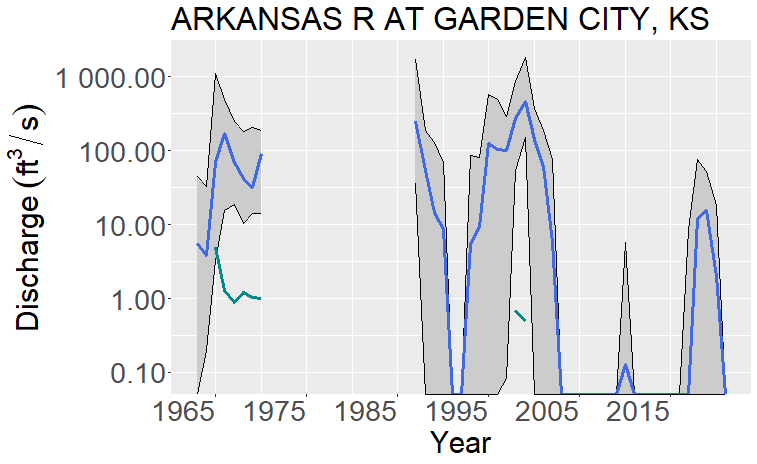 ARKANSAS R AT GARDEN CITY, KS
Discharge (ft³/s)
1 000.00
100.00
10.00
1.00
0.10
1965 1975 1985 1995 2005 2015
Year